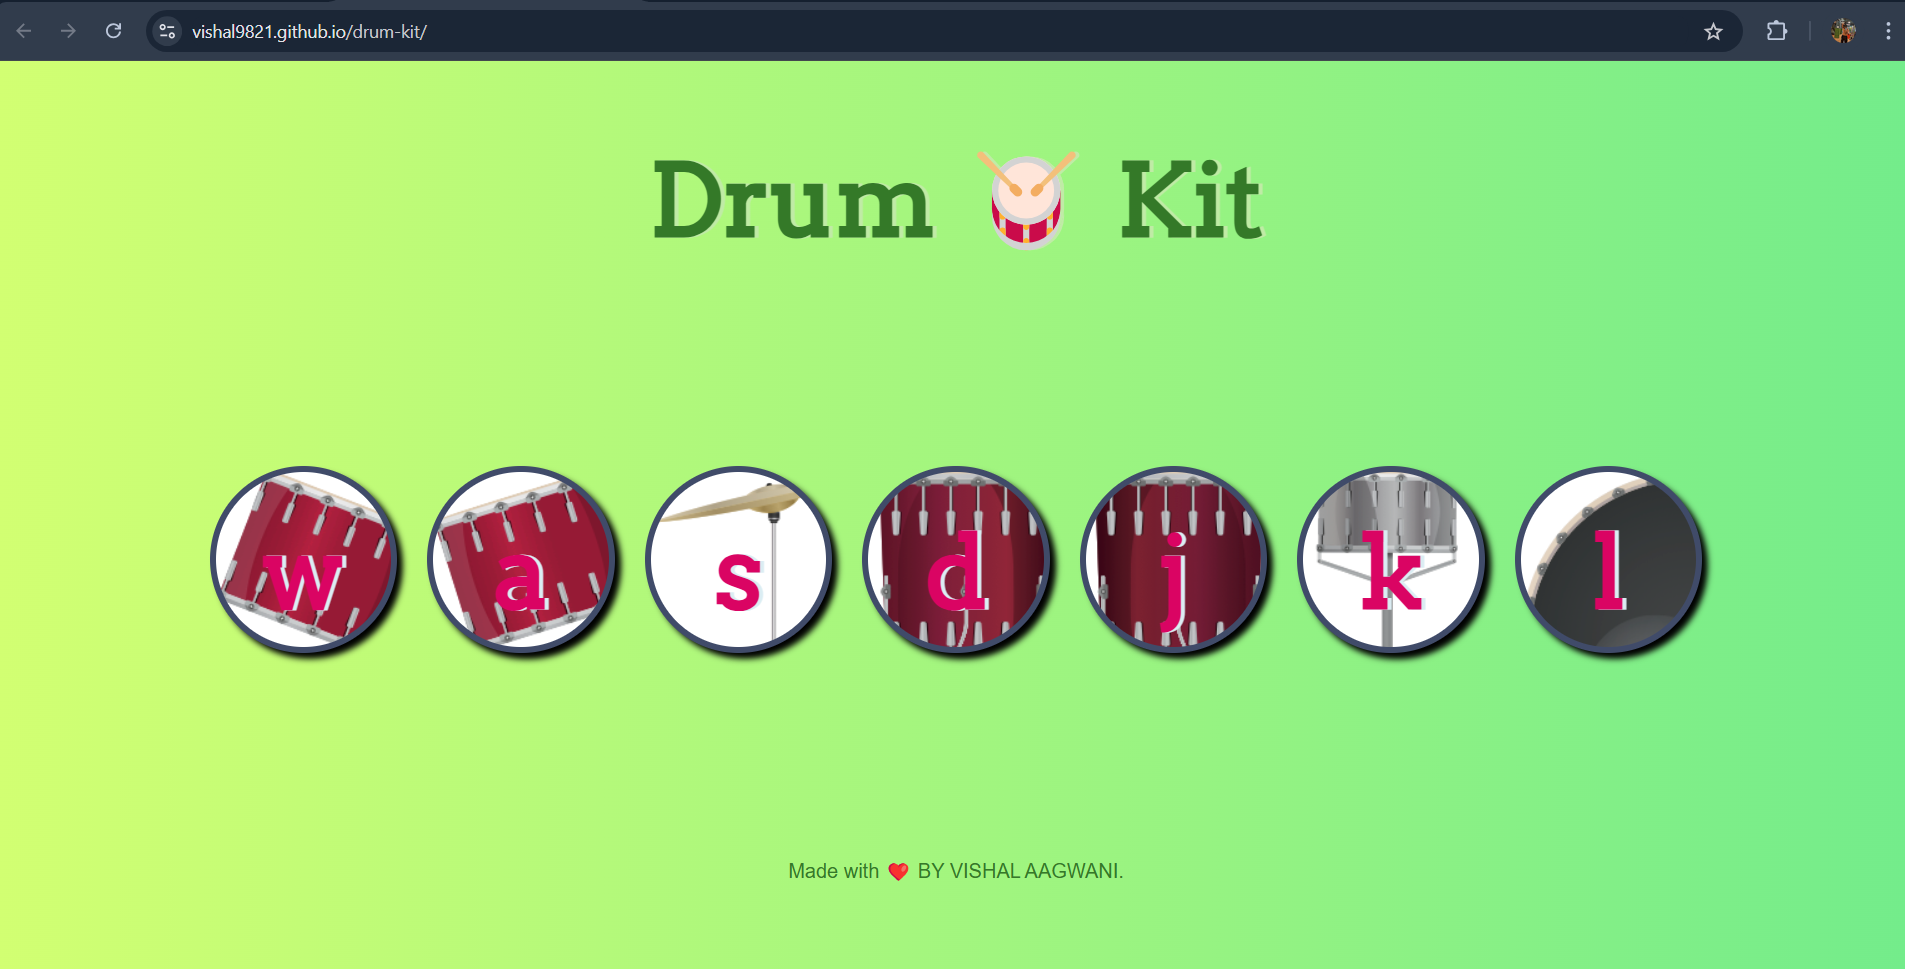 vishal9821.github.io/drum-kit/
Drum 🥁 Kit
w a s d j k l
Made with ❤️ BY VISHAL AAGWANI.